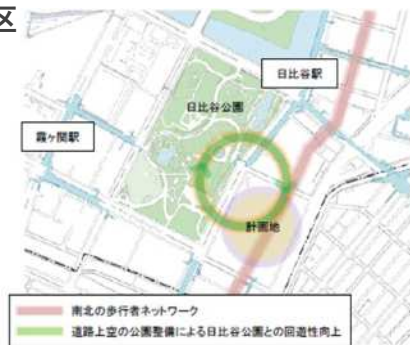 区
日比谷駅
日比谷公園
霞ヶ関駅
計画地
南北の歩行者ネットワーク
道路上空の公園整備による日比谷公園との回遊性向上